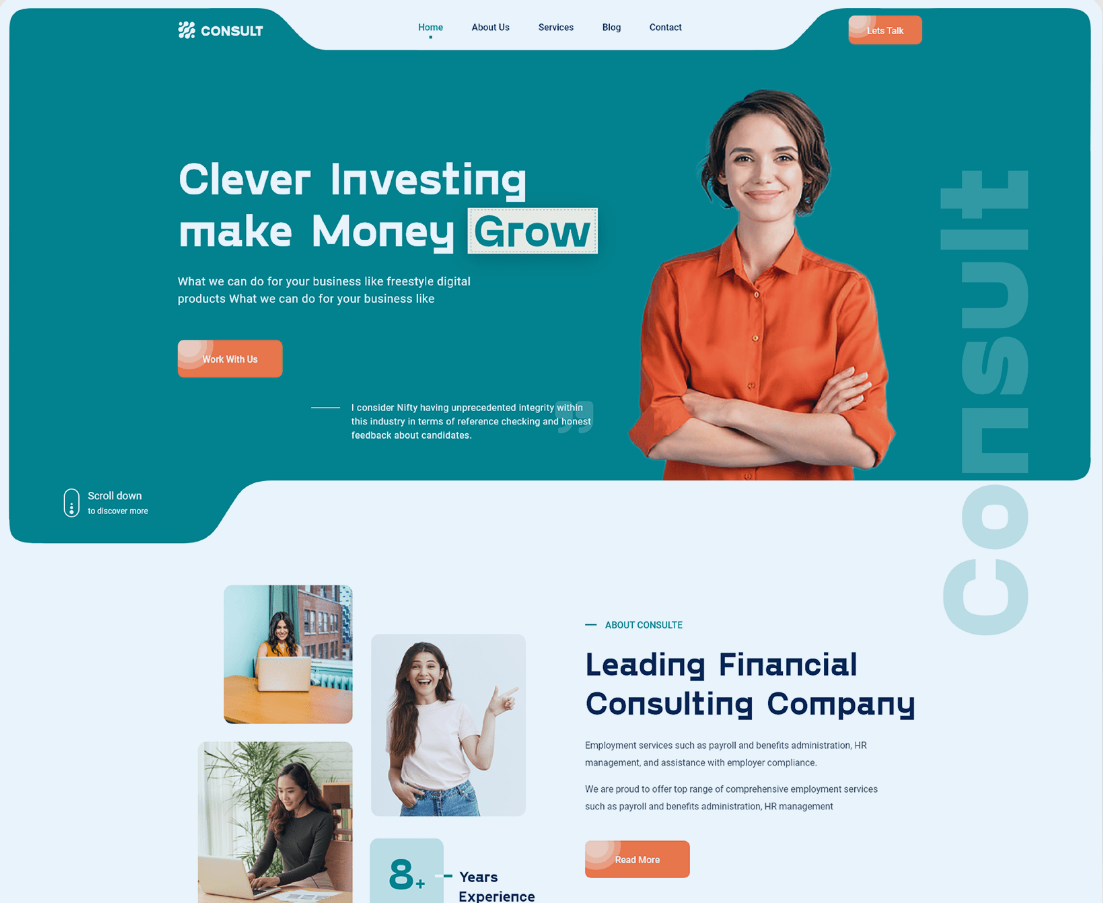 CONSULT
Home
About Us
Services
Blog
Contact
Lets Talk
Clever Investing
make Money Grow
What we can do for your business like freestyle digital
products What we can do for your business like
Work With Us
I consider Nifty having unprecedented integrity within
this industry in terms of reference checking and honest
feedback about candidates.
”
Consult
Scroll down
to discover more
ABOUT CONSULTE
Leading Financial
Consulting Company
Employment services such as payroll and benefits administration, HR
management, and assistance with employer compliance.
We are proud to offer top range of comprehensive employment services
such as payroll and benefits administration, HR management
Read More
8+
Years
Experience